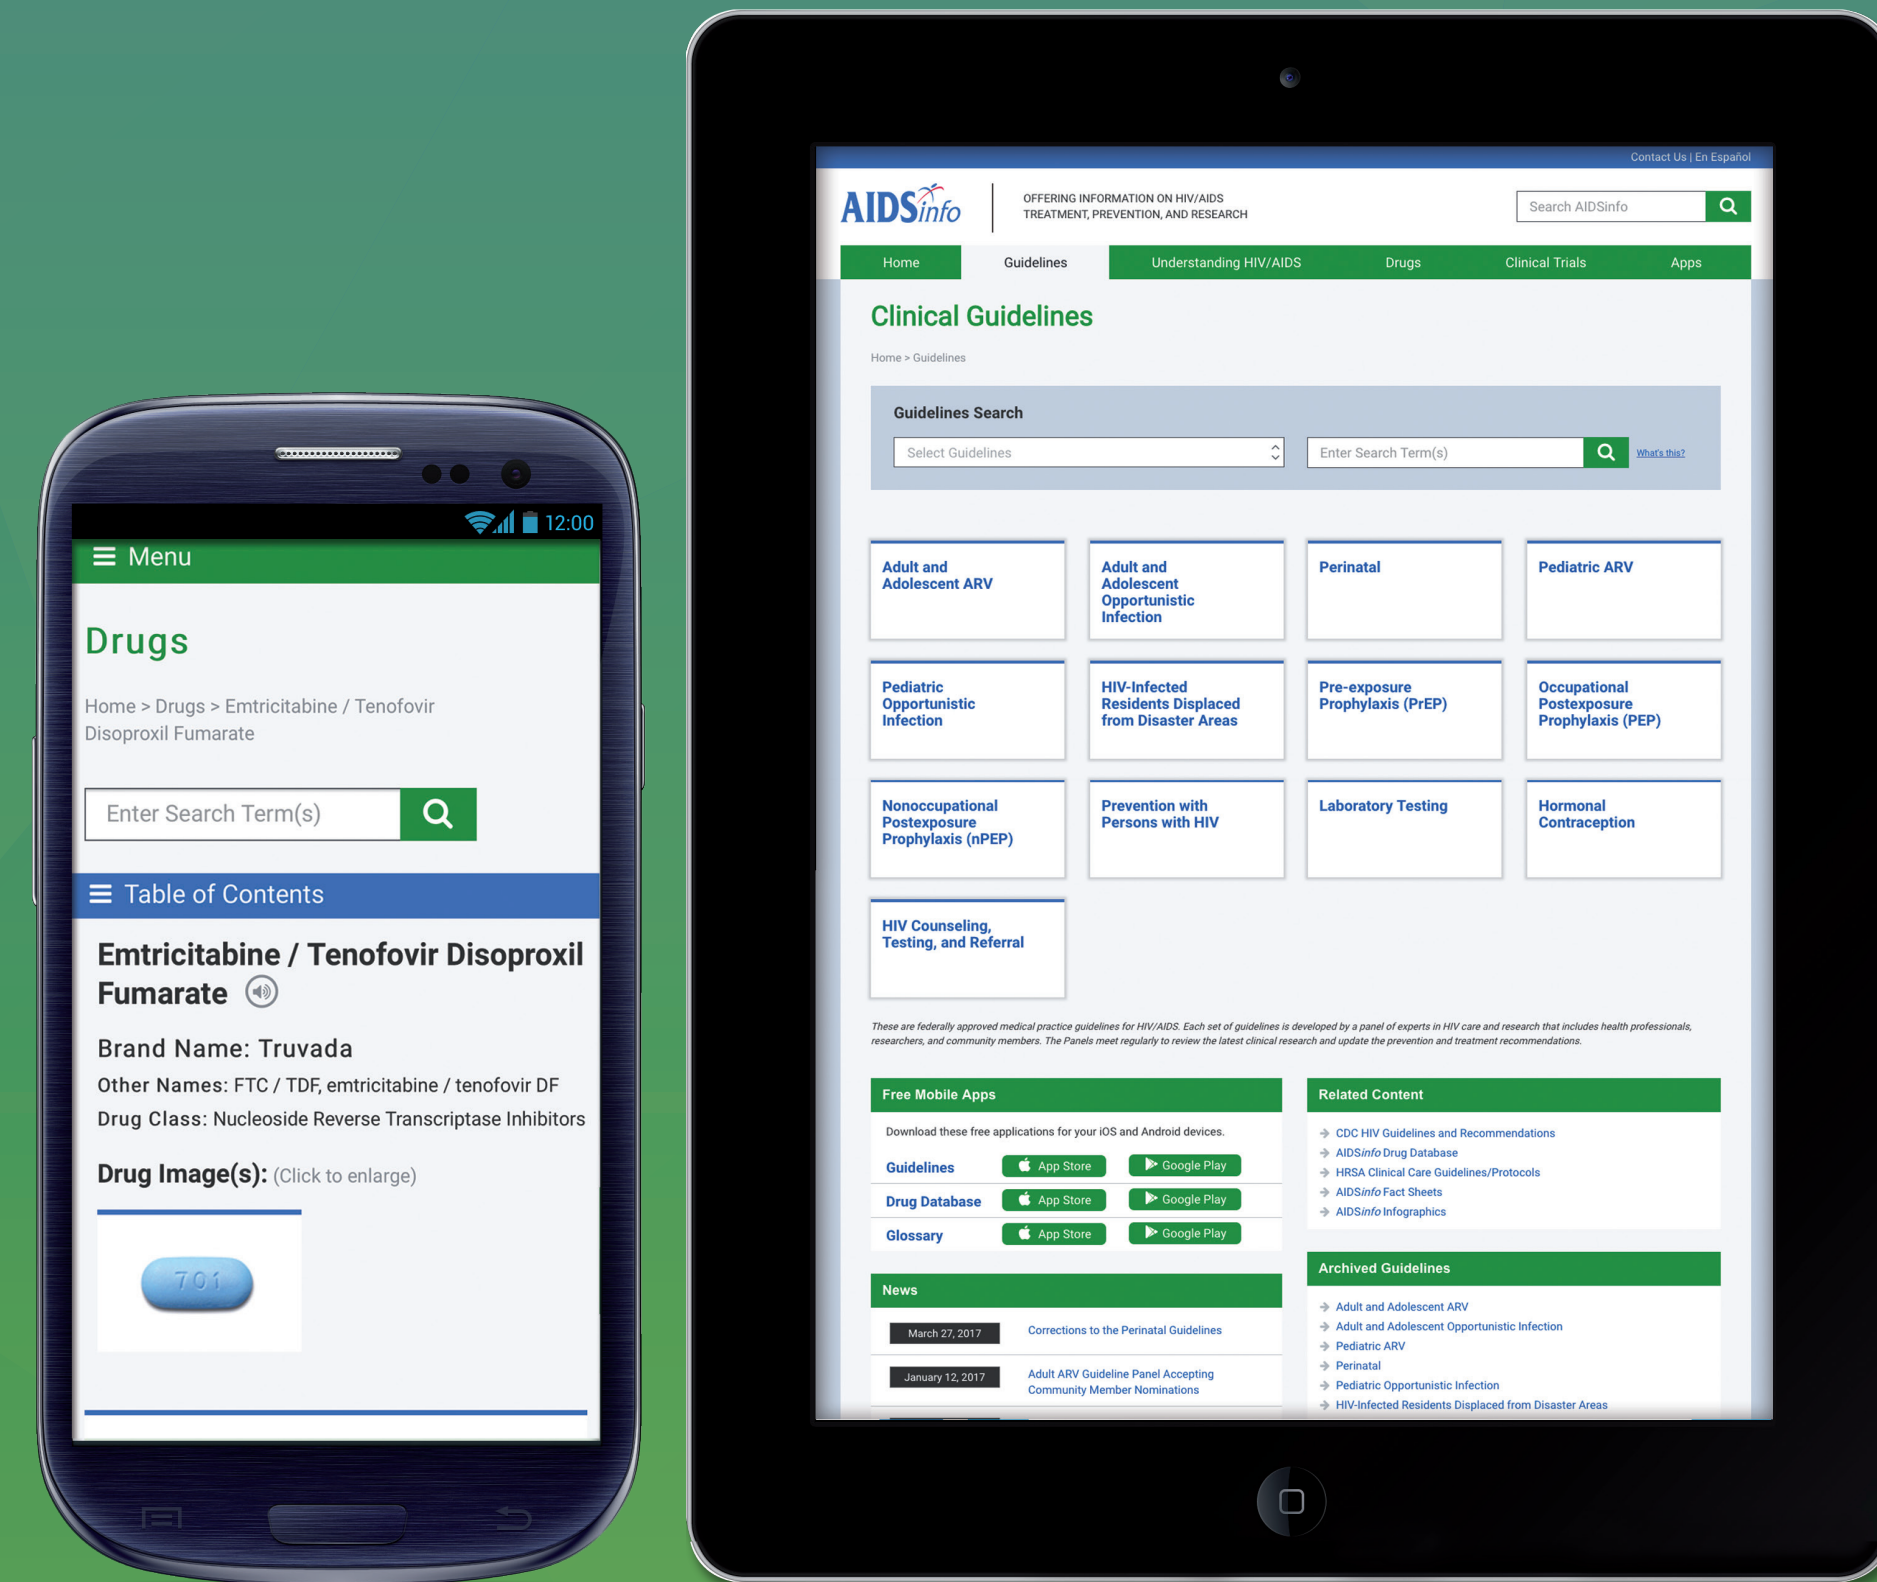 12:00
Menu
Drugs
Home > Drugs > Emtricitabine / Tenofovir
Disoproxil Fumarate
Enter Search Term(s)
Table of Contents
Emtricitabine / Tenofovir Disoproxil
Fumarate
Brand Name: Truvada
Other Names: FTC / TDF, emtricitabine / tenofovir DF
Drug Class: Nucleoside Reverse Transcriptase Inhibitors
Drug Image(s): (Click to enlarge)
701
Contact Us | En Español
AIDSinfo
OFFERING INFORMATION ON HIV/AIDS
TREATMENT, PREVENTION, AND RESEARCH
Search AIDSinfo
Home Guidelines Understanding HIV/AIDS Drugs Clinical Trials Apps
Clinical Guidelines
Home > Guidelines
Guidelines Search
Select Guidelines
Enter Search Term(s)
What's this?
Adult and
Adolescent ARV
Adult and
Adolescent
Opportunistic
Infection
Perinatal
Pediatric ARV
Pediatric
Opportunistic
Infection
HIV-Infected
Residents Displaced
from Disaster Areas
Pre-exposure
Prophylaxis (PrEP)
Occupational
Postexposure
Prophylaxis (PEP)
Nonoccupational
Postexposure
Prophylaxis (nPEP)
Prevention with
Persons with HIV
Laboratory Testing
Hormonal
Contraception
HIV Counseling,
Testing, and Referral
These are federally approved medical practice guidelines for HIV/AIDS. Each set of guidelines is developed by a panel of experts in HIV care and research that includes health professionals,
researchers, and community members. The Panels meet regularly to review the latest clinical research and update the prevention and treatment recommendations.
Free Mobile Apps
Download these free applications for your iOS and Android devices.
Guidelines App Store Google Play
Drug Database App Store Google Play
Glossary App Store Google Play
News
March 27, 2017 Corrections to the Perinatal Guidelines
January 12, 2017 Adult ARV Guideline Panel Accepting
Community Member Nominations
Related Content
CDC HIV Guidelines and Recommendations
AIDSinfo Drug Database
HRSA Clinical Care Guidelines/Protocols
AIDSinfo Fact Sheets
AIDSinfo Infographics
Archived Guidelines
Adult and Adolescent ARV
Adult and Adolescent Opportunistic Infection
Pediatric ARV
Perinatal
Pediatric Opportunistic Infection
HIV-Infected Residents Displaced from Disaster Areas